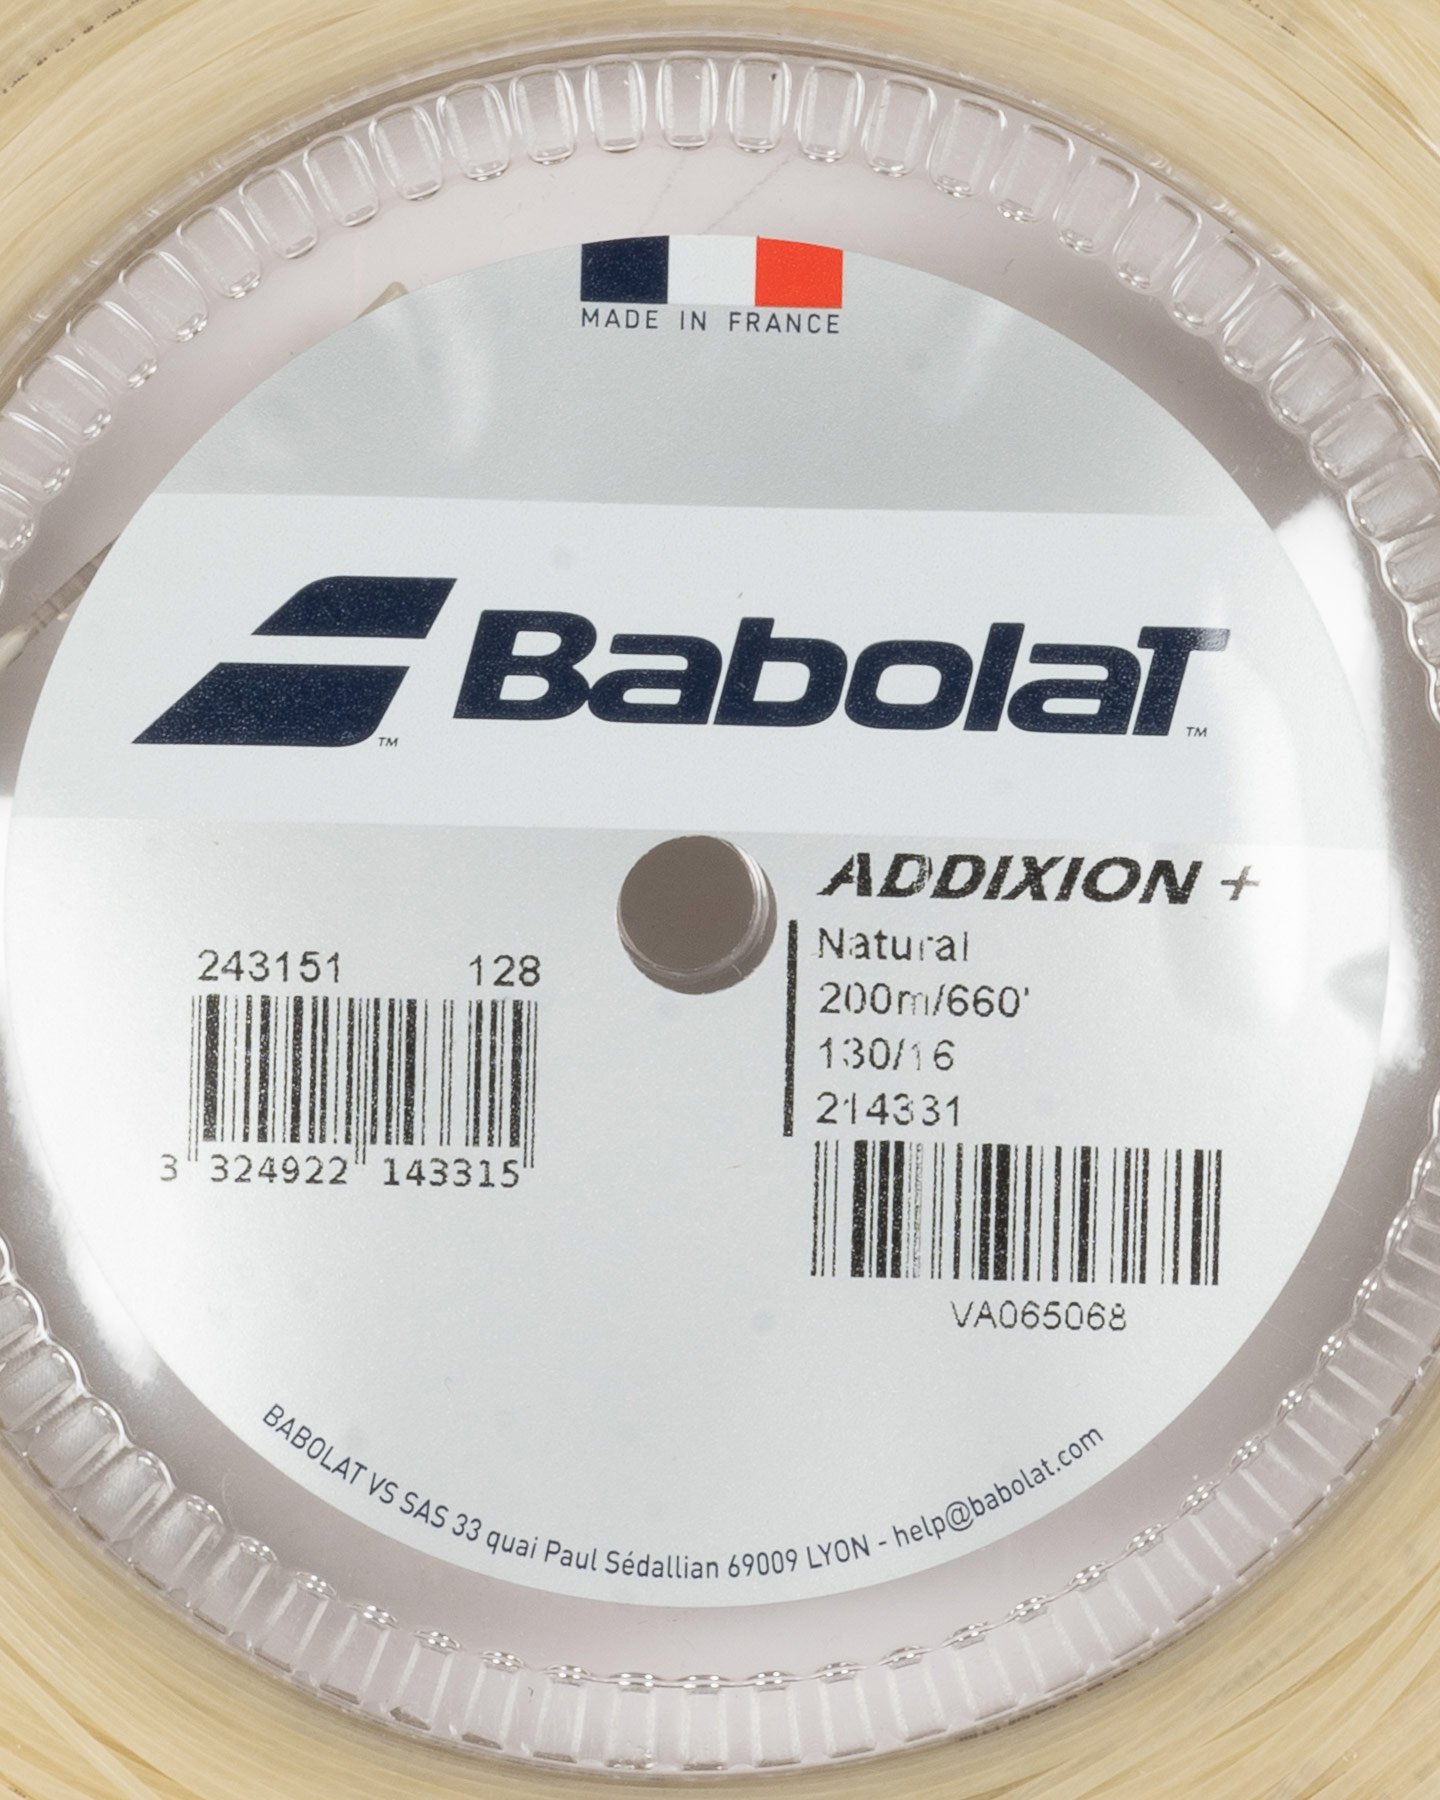 MADE IN FRANCE
Babolat™
ADDIXION +
Natural
200m/660'
130/16
214331
243151 128
3 324922 143315
VA065068
BABOLAT VS SAS 33 quai Paul Sédallian 69009 LYON - help@babolat.com